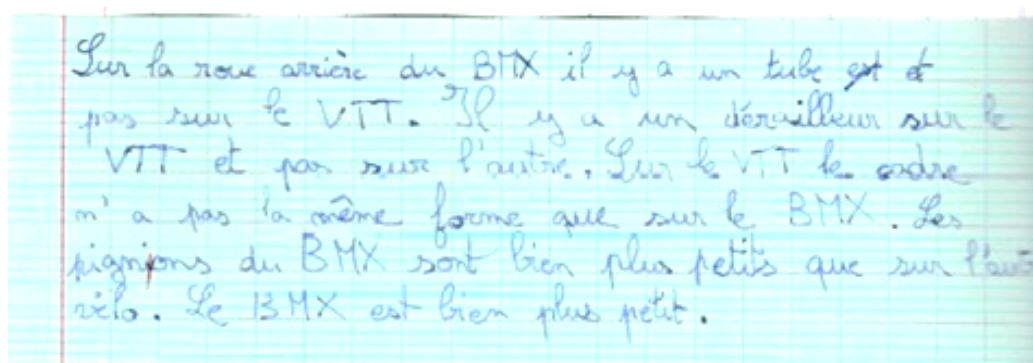 Sur la roue arrière du BMX il y a un tube et
pas sur le VTT. Il y a un dérailleur sur le
VTT et pas sur l'autre. Sur le VTT le cadre
n'a pas la même forme que sur le BMX. Les
pignons du BMX sont bien plus petits que sur l'aut
vélo. Le BMX est bien plus petit.